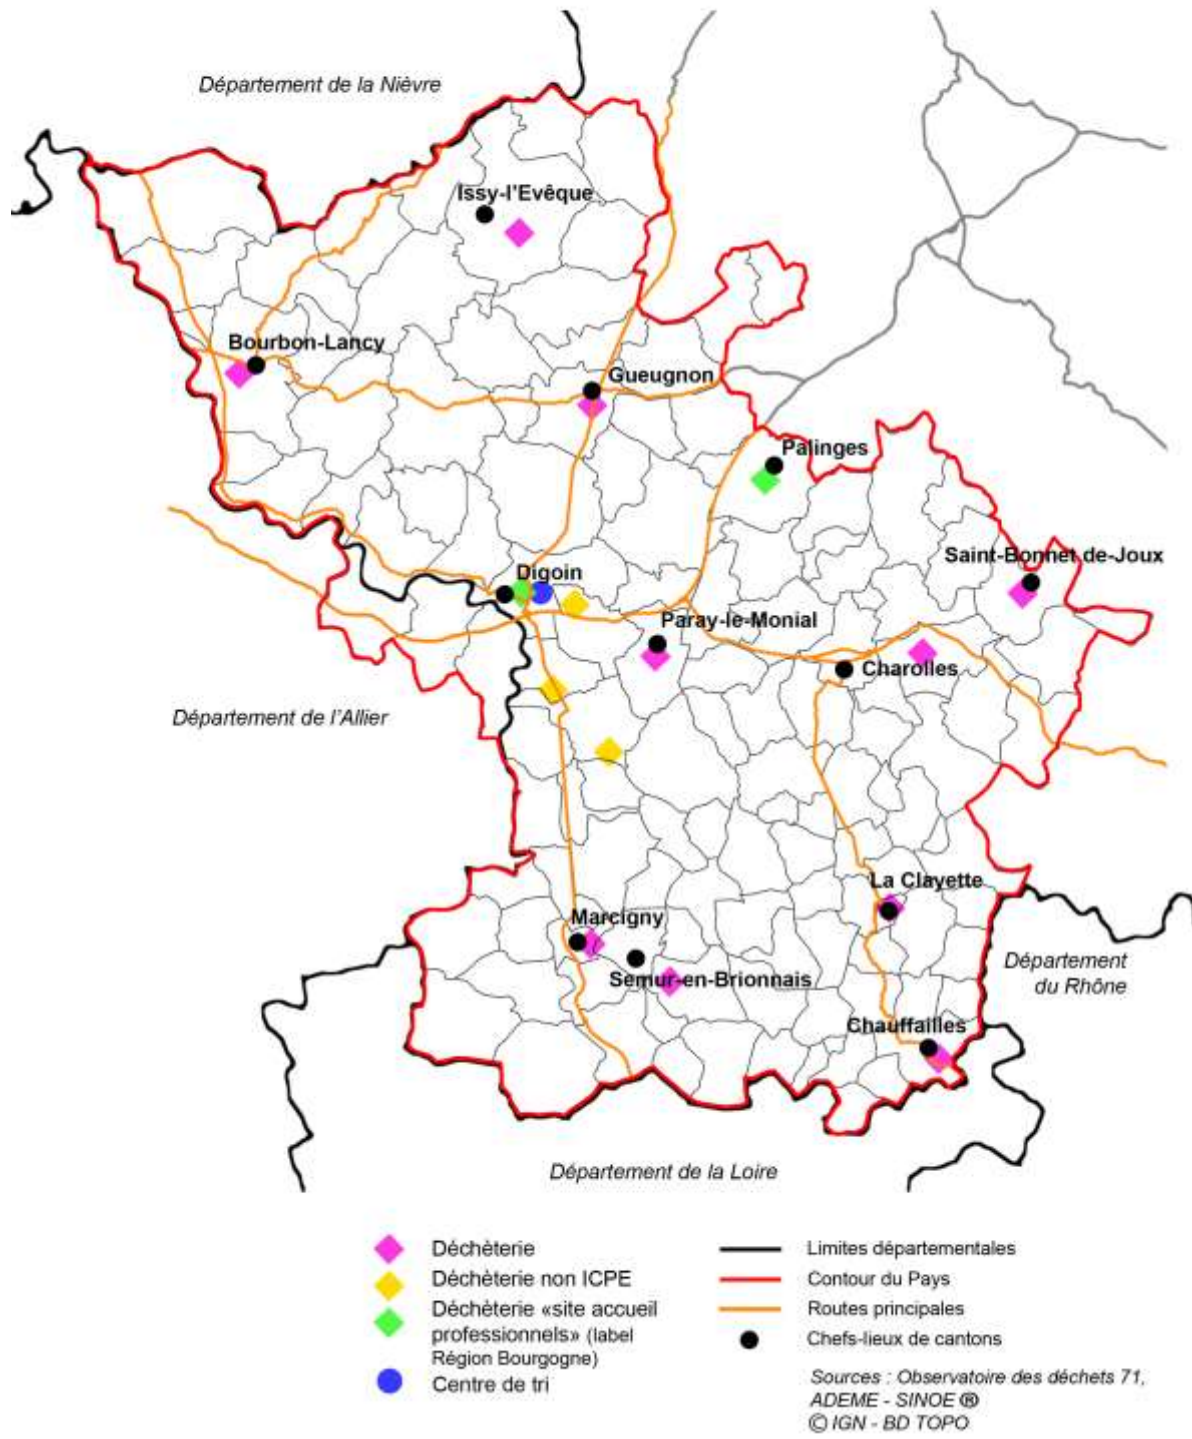 Département de la Nièvre
Issy-l'Evêque
Bourbon-Lancy
Gueugnon
Palinges
Saint-Bonnet de-Joux
Digoin
Paray-le-Monial
Charolles
Département de l'Allier
La Clayette
Marcigny
Semur-en-Brionnais
Département
du Rhône
Chauffailles
Département de la Loire
Déchèterie
Déchèterie non ICPE
Déchèterie «site accueil
professionnels» (label
Région Bourgogne)
Centre de tri
Limites départementales
Contour du Pays
Routes principales
Chefs-lieux de cantons
Sources : Observatoire des déchets 71,
ADEME - SINOE ®
© IGN - BD TOPO